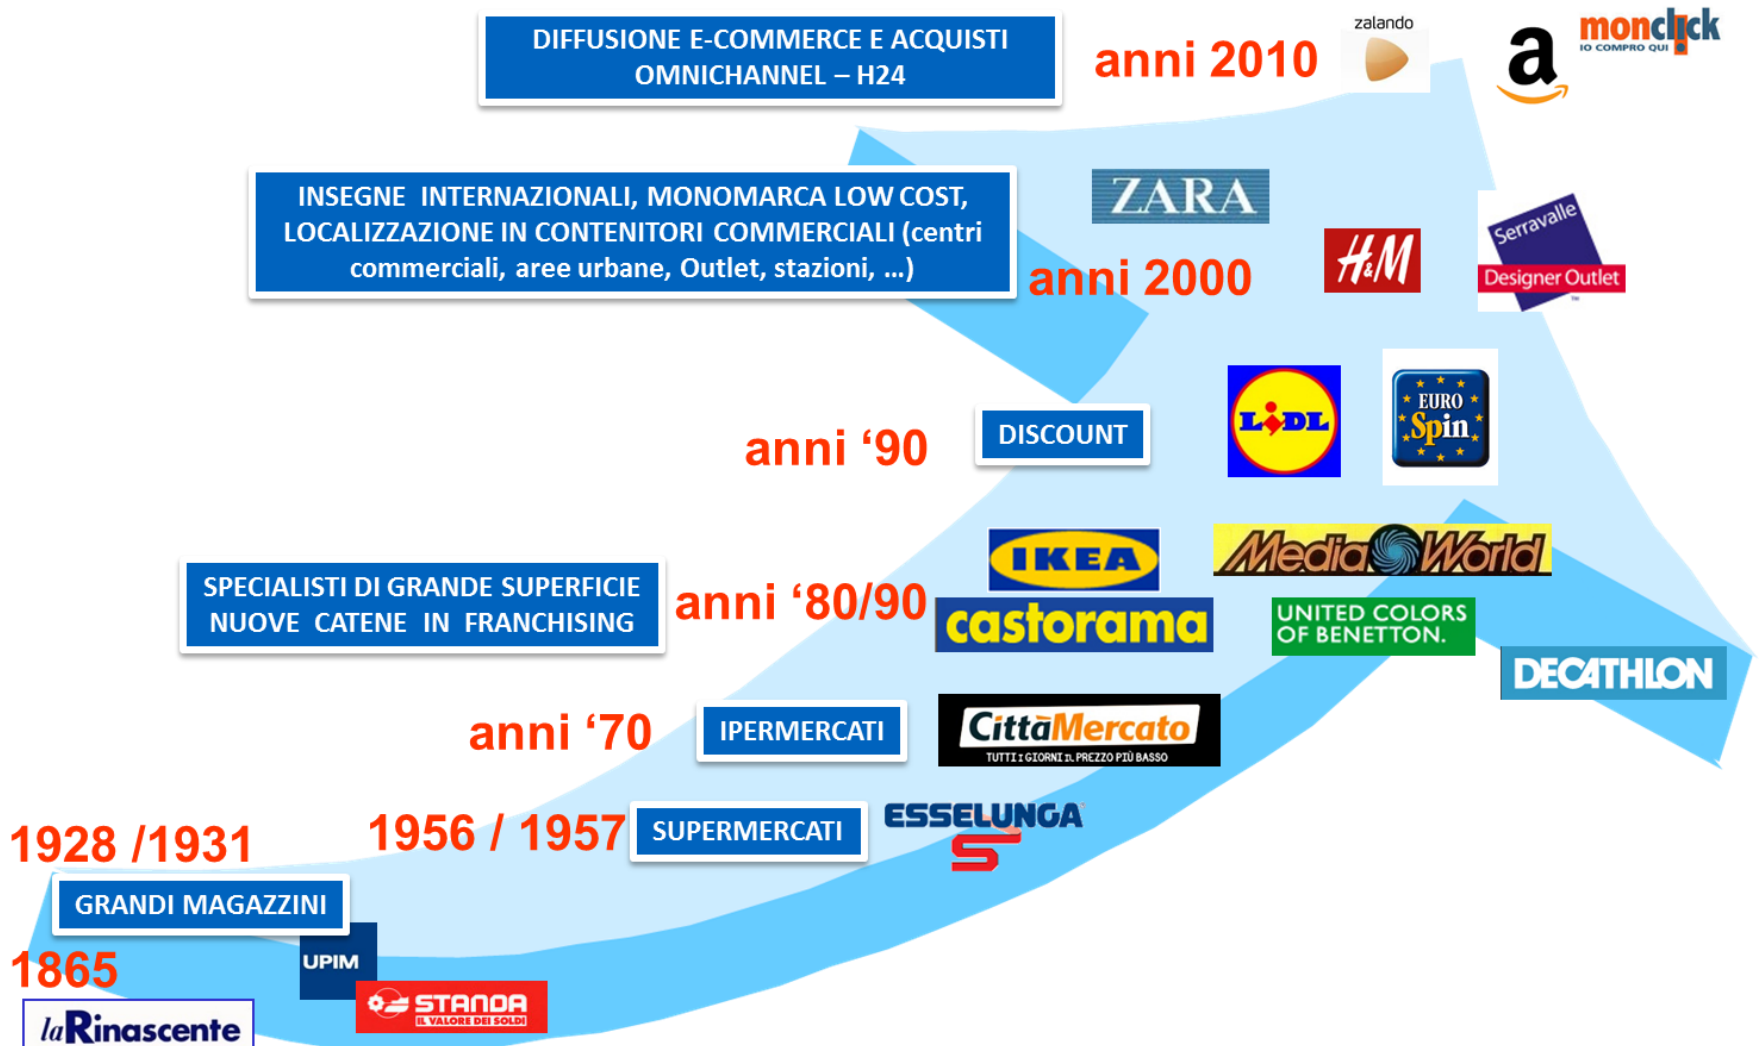 DIFFUSIONE E-COMMERCE E ACQUISTI
OMNICHANNEL – H24
anni 2010
zalando
a
monclick
IO COMPRO QUI
INSEGNE INTERNAZIONALI, MONOMARCA LOW COST,
LOCALIZZAZIONE IN CONTENITORI COMMERCIALI (centri
commerciali, aree urbane, Outlet, stazioni, ...)
anni 2000
ZARA
H&M
Serravalle
Designer Outlet
TM
anni ‘90
DISCOUNT
LIDL
EURO
Spin
SPECIALISTI DI GRANDE SUPERFICIE
NUOVE CATENE IN FRANCHISING
anni ‘80/90
IKEA
MediaWorld
castorama
UNITED COLORS
OF BENETTON.
DECATHLON
anni ‘70
IPERMERCATI
CittàMercato
TUTTI I GIORNI IL PREZZO PIÙ BASSO
1956 / 1957
SUPERMERCATI
ESSELUNGA
S
1928 /1931
GRANDI MAGAZZINI
1865
UPIM
STANDA
IL VALORE DEI SOLDI
laRinascente